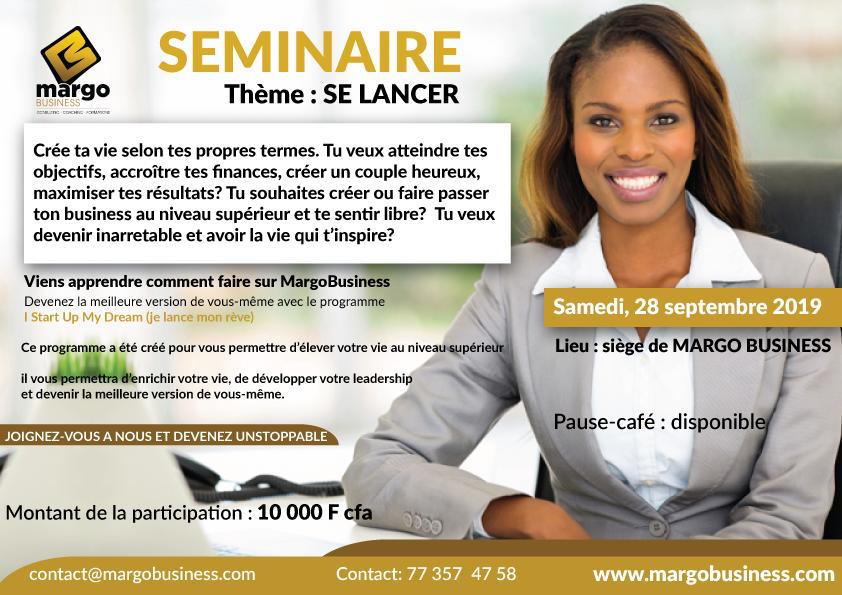 margo
BUSINESS
CONSULTING - COACHING - FORMATIONS
SEMINAIRE
Thème : SE LANCER
Crée ta vie selon tes propres termes. Tu veux atteindre tes
objectifs, accroître tes finances, créer un couple heureux,
maximiser tes résultats? Tu souhaites créer ou faire passer
ton business au niveau supérieur et te sentir libre? Tu veux
devenir inarretable et avoir la vie qui t’inspire?
Viens apprendre comment faire sur MargoBusiness
Devenez la meilleure version de vous-même avec le programme
I Start Up My Dream (je lance mon rêve)
Ce programme a été créé pour vous permettre d’élever votre vie au niveau supérieur
il vous permettra d’enrichir votre vie, de développer votre leadership
et devenir la meilleure version de vous-même.
JOIGNEZ-VOUS A NOUS ET DEVENEZ UNSTOPPABLE
Montant de la participation : 10 000 F cfa
Samedi, 28 septembre 2019
Lieu : siège de MARGO BUSINESS
Pause-café : disponible
contact@margobusiness.com
Contact: 77 357 47 58
www.margobusiness.com